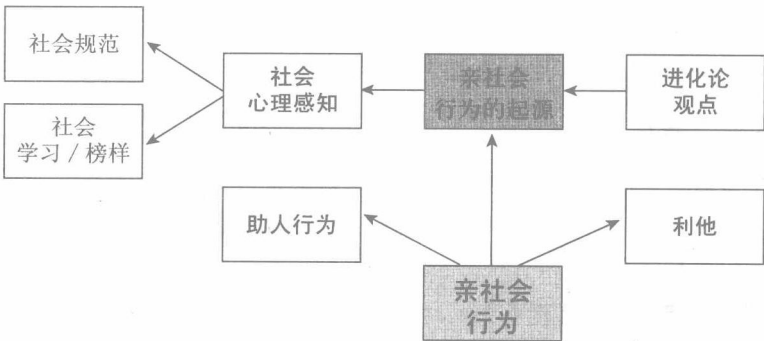 社会规范
社会
心理感知
亲社会
行为的起源
进化论
观点
社会
学习 / 榜样
助人行为
利他
亲社会
行为